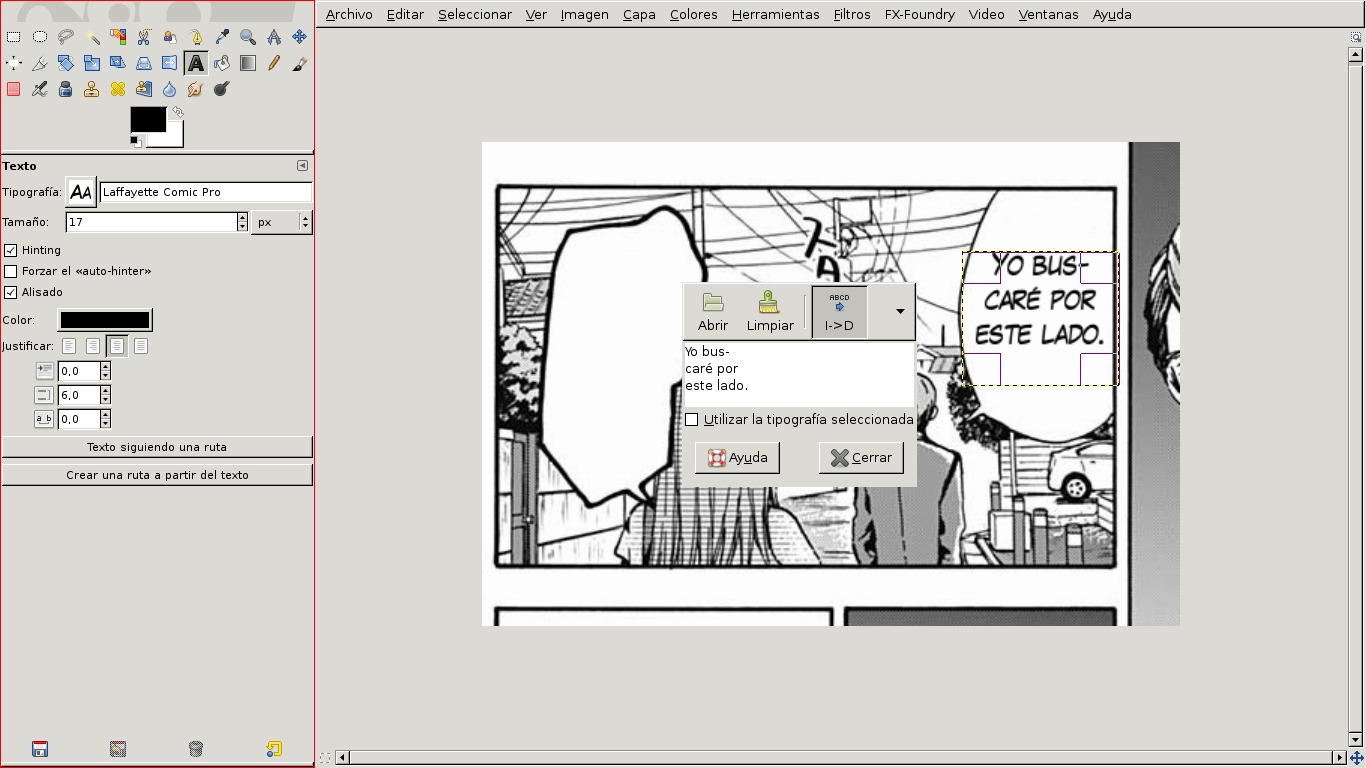 Archivo Editar Seleccionar Ver Imagen Capa Colores Herramientas Filtros FX-Foundry Video Ventanas Ayuda
Texto
Tipografía: Aa Laffayette Comic Pro
Tamaño: 17 px
Hinting
Forzar el «auto-hinter»
Alisado
Color:
Justificar:
0,0
6,0
a_b 0,0
Texto siguiendo una ruta
Crear una ruta a partir del texto
YO BUS-
CARÉ POR
ESTE LADO.
Abrir Limpiar ABCD I->D
Yo bus-
caré por
este lado.
Utilizar la tipografía seleccionada
Ayuda Cerrar